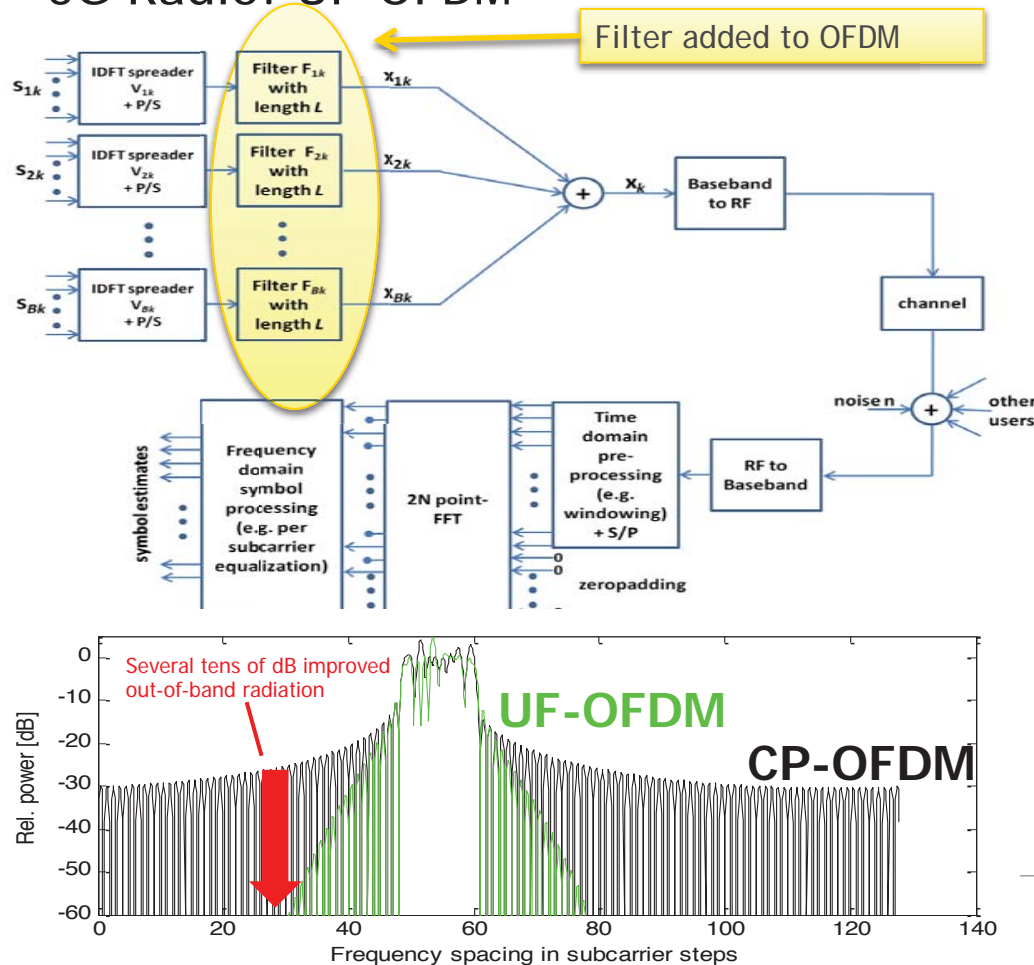 Filter added to OFDM
S1k
IDFT spreader
V1k
+ P/S
Filter F1k
with
length L
x1k
S2k
IDFT spreader
V2k
+ P/S
Filter F2k
with
length L
x2k
+
xk
Baseband
to RF
SBk
IDFT spreader
VBk
+ P/S
Filter FBk
with
length L
xBk
channel
noise n
+
other
users
symbol estimates
Frequency
domain
symbol
processing
(e.g. per
subcarrier
equalization)
2N point-
FFT
Time
domain
pre-
processing
(e.g.
windowing)
+ S/P
RF to
Baseband
0
0
zeropadding
Several tens of dB improved
out-of-band radiation
UF-OFDM
CP-OFDM
Rel. power [dB]
0
-10
-20
-30
-40
-50
-60
0 20 40 60 80 100 120 140
Frequency spacing in subcarrier steps